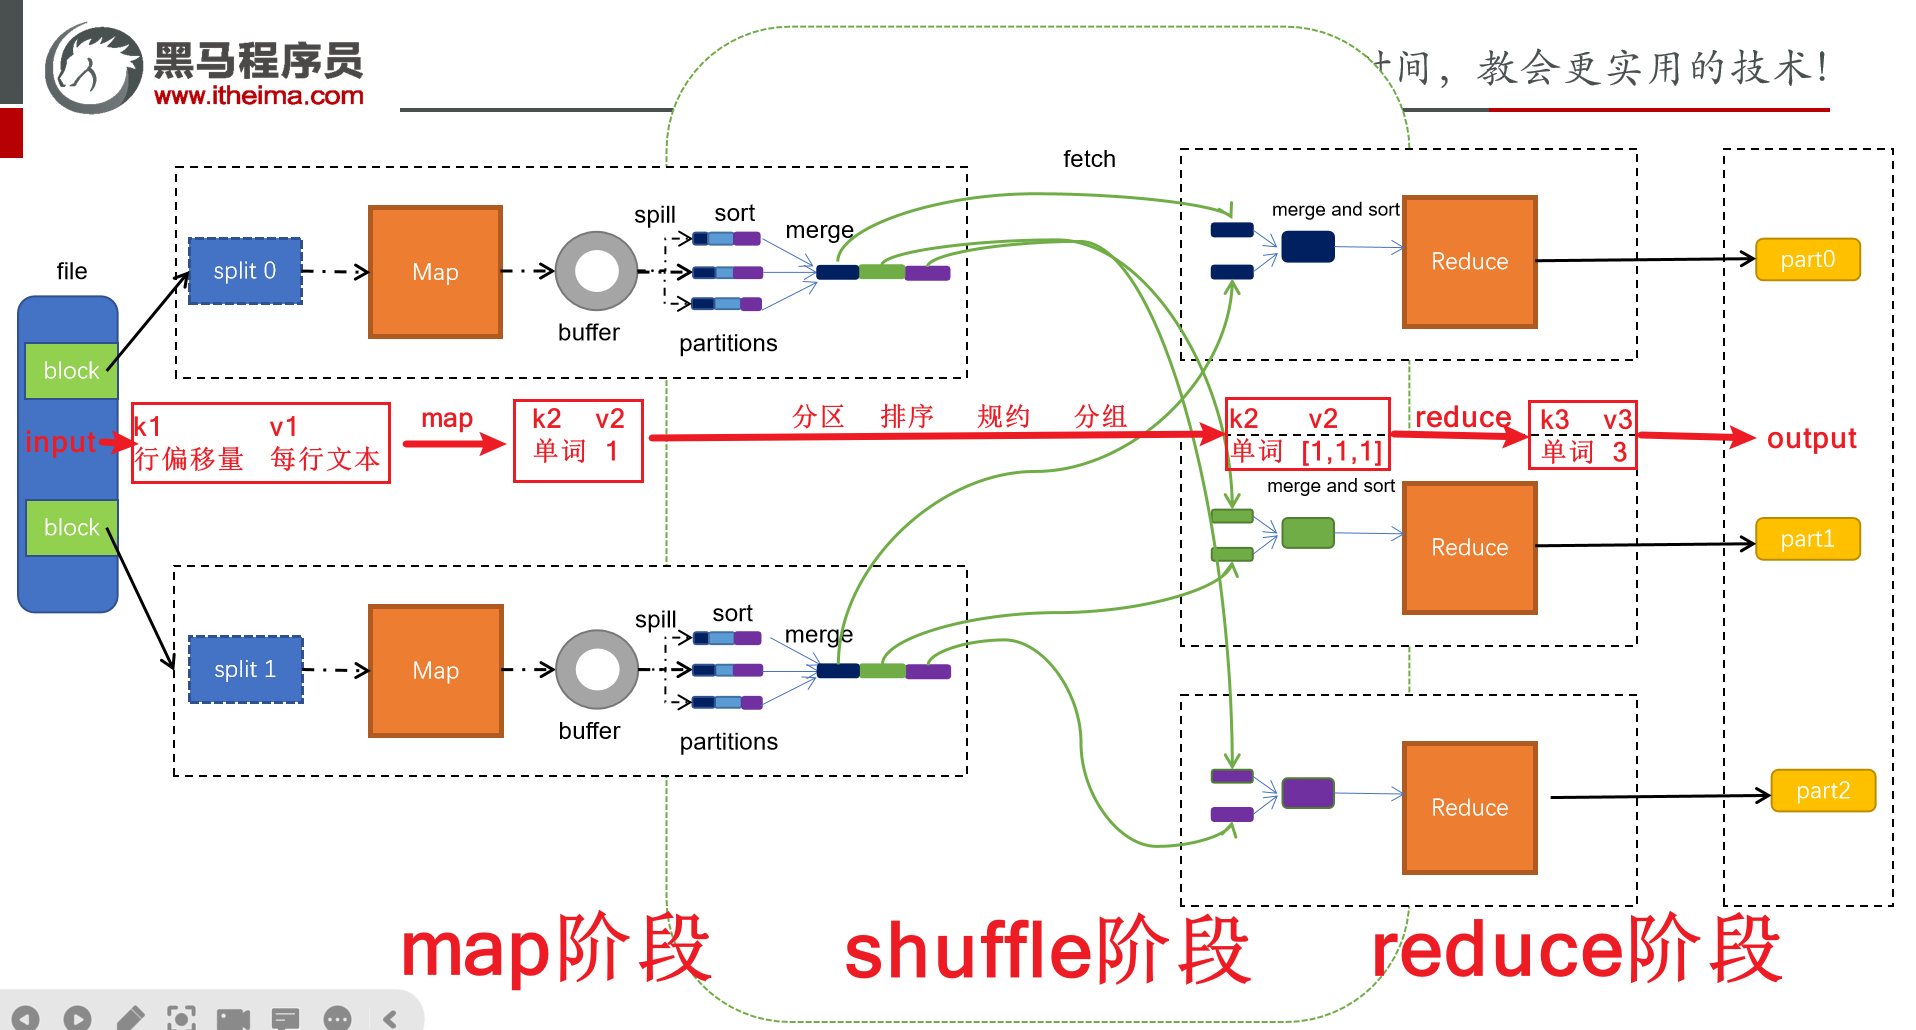 黑马程序员
www.itheima.com
时间，教会更实用的技术!
fetch
file
block
block
split 0
Map
buffer
spill
sort
merge
partitions
merge and sort
Reduce
part0
input
k1 v1
行偏移量 每行文本
map
k2 v2
单词 1
分区 排序 规约 分组
k2 v2
单词 [1,1,1]
reduce
k3 v3
单词 3
output
merge and sort
Reduce
part1
split 1
Map
buffer
spill
sort
merge
partitions
Reduce
part2
map阶段
shuffle阶段
reduce阶段